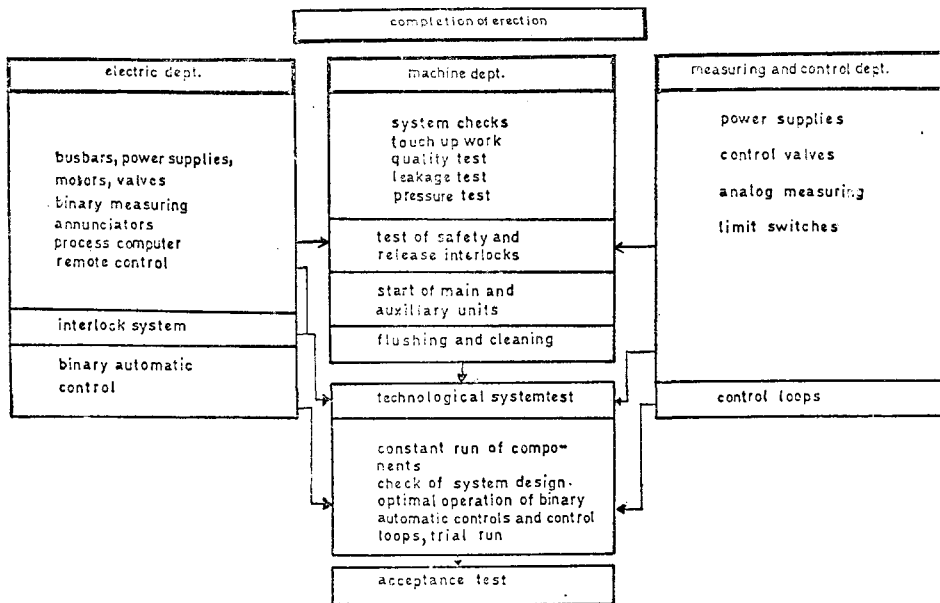 completion of erection
electric dept.
busbars, power supplies,
motors, valves
binary measuring
annunciators
process computer
remote control
interlock system
binary automatic
control
machine dept.
system checks
touch up work
quality test
leakage test
pressure test
test of safety and
release interlocks
start of main and
auxiliary units
flushing and cleaning
technological systemtest
constant run of compo-
nents
check of system design.
optimal operation of binary
automatic controls and control
loops, trial run
acceptance test
measuring and control dept.
power supplies
control valves
analog measuring
limit switches
control loops